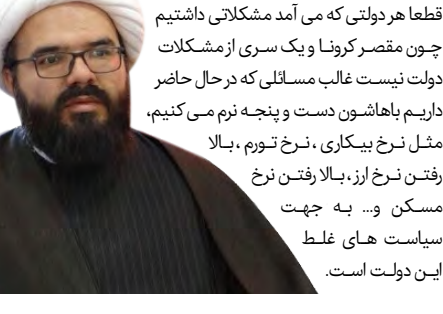 قطعا هر دولتی که می آمد مشکلاتی داشتیم
چون مقصر کرونا و یک سری از مشکلات
دولت نیست غالب مسائلی که در حال حاضر
داریم باهاشون دست و پنجه نرم می کنیم،
مثل نرخ بیکاری ، نرخ تورم ، بالا
رفتن نرخ ارز ، بالا رفتن نرخ
مسکن و... به جهت
سیاست های غلط
این دولت است.